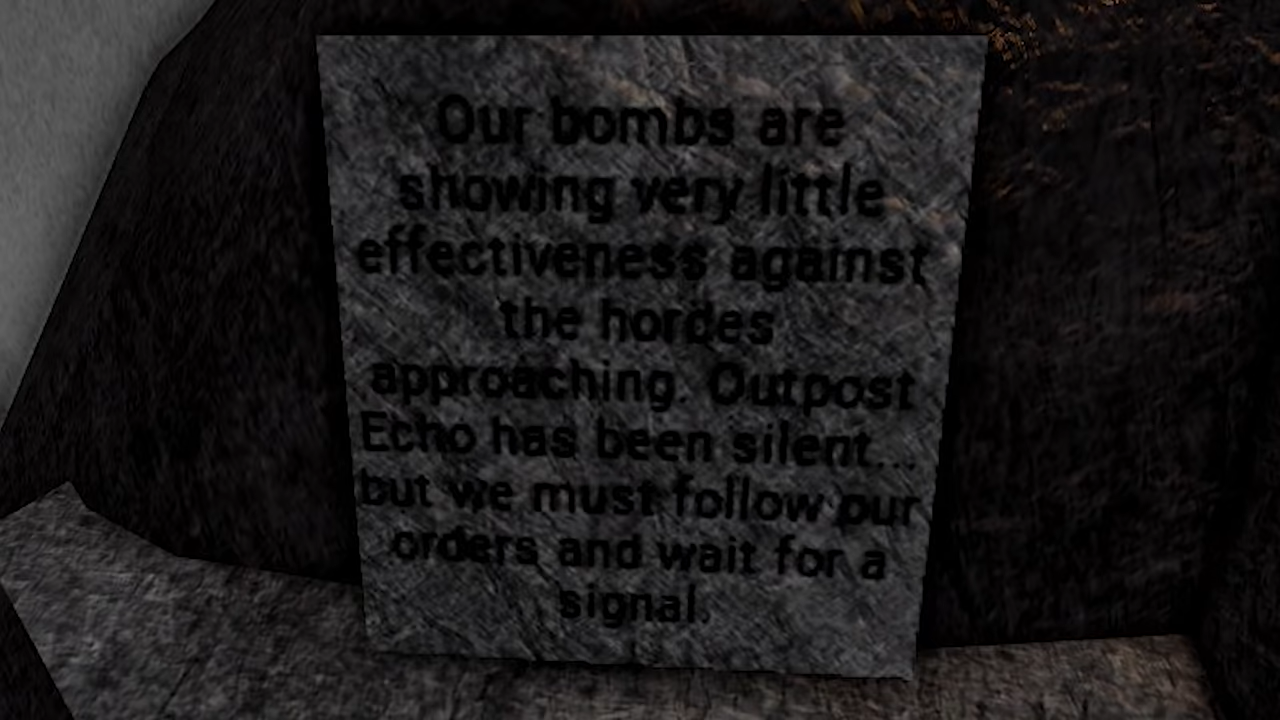 Our bombs are
showing very little
effectiveness against
the hordes
approaching. Outpost
Echo has been silent...
but we must follow our
orders and wait for a
signal.